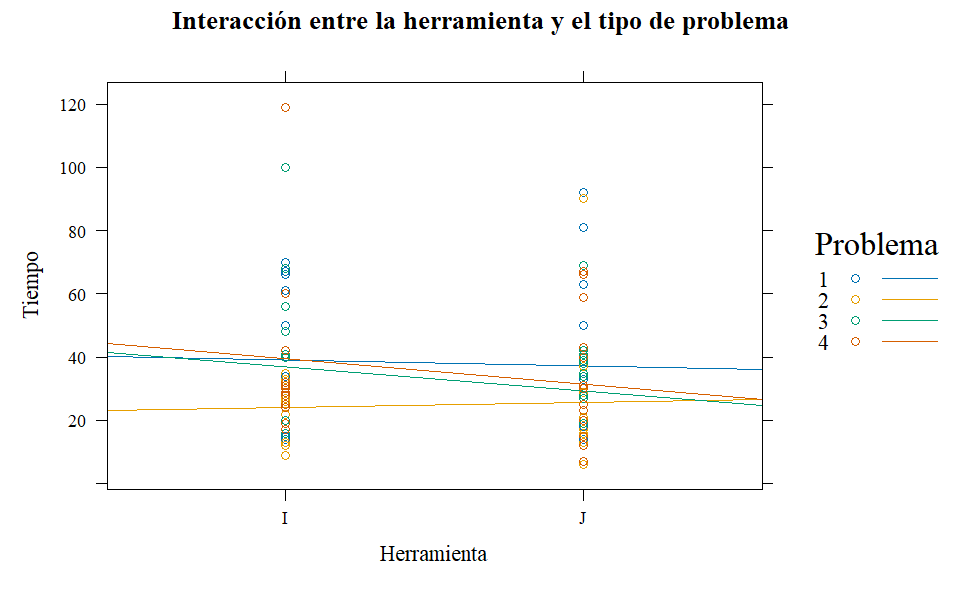 Interacción entre la herramienta y el tipo de problema
120
100
80
60
40
20
Tiempo
I
J
Herramienta
Problema
1
2
3
4